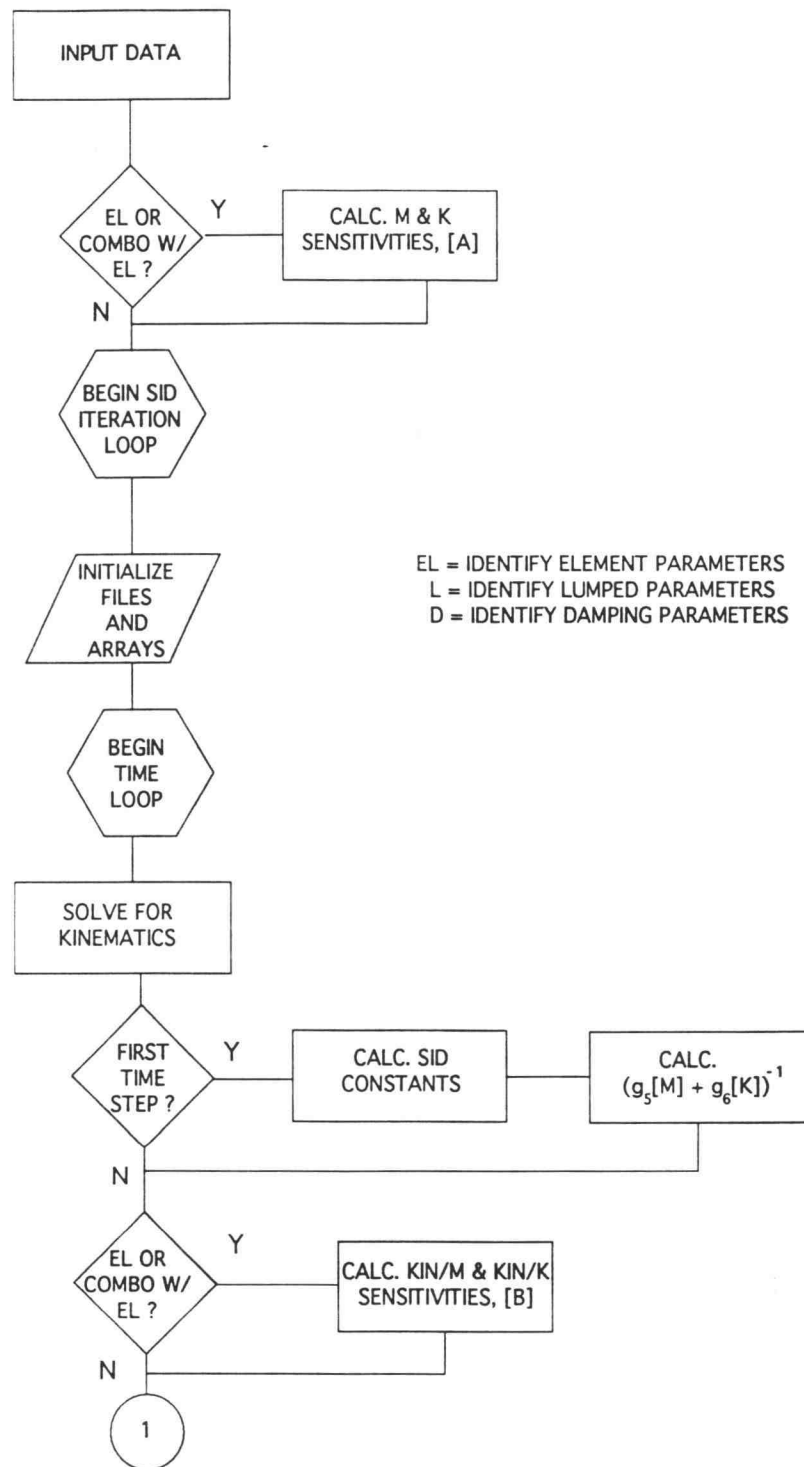 INPUT DATA
EL OR
COMBO W/
EL ?
Y
CALC. M & K
SENSITIVITIES, [A]
N
BEGIN SID
ITERATION
LOOP
INITIALIZE
FILES
AND
ARRAYS
EL = IDENTIFY ELEMENT PARAMETERS
L = IDENTIFY LUMPED PARAMETERS
D = IDENTIFY DAMPING PARAMETERS
BEGIN
TIME
LOOP
SOLVE FOR
KINEMATICS
FIRST
TIME
STEP ?
Y
CALC. SID
CONSTANTS
CALC.
(g₅[M] + g₆[K])⁻¹
N
EL OR
COMBO W/
EL ?
Y
CALC. KIN/M & KIN/K
SENSITIVITIES, [B]
N
1